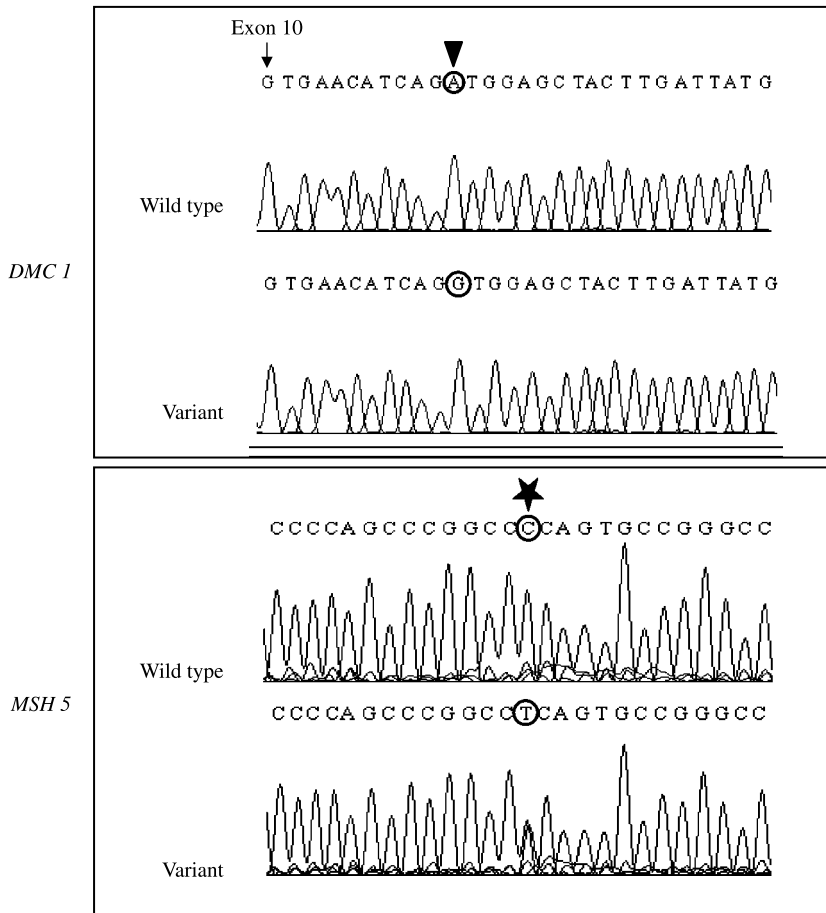 Exon 10
G T G A A C A T C A G A T G G A G C T A C T T G A T T A T G
Wild type
DMC 1
G T G A A C A T C A G G T G G A G C T A C T T G A T T A T G
Variant
C C C C A G C C C G G C C C C A G T G C C G G G C C
Wild type
MSH 5
C C C C A G C C C G G C C T C A G T G C C G G G C C
Variant